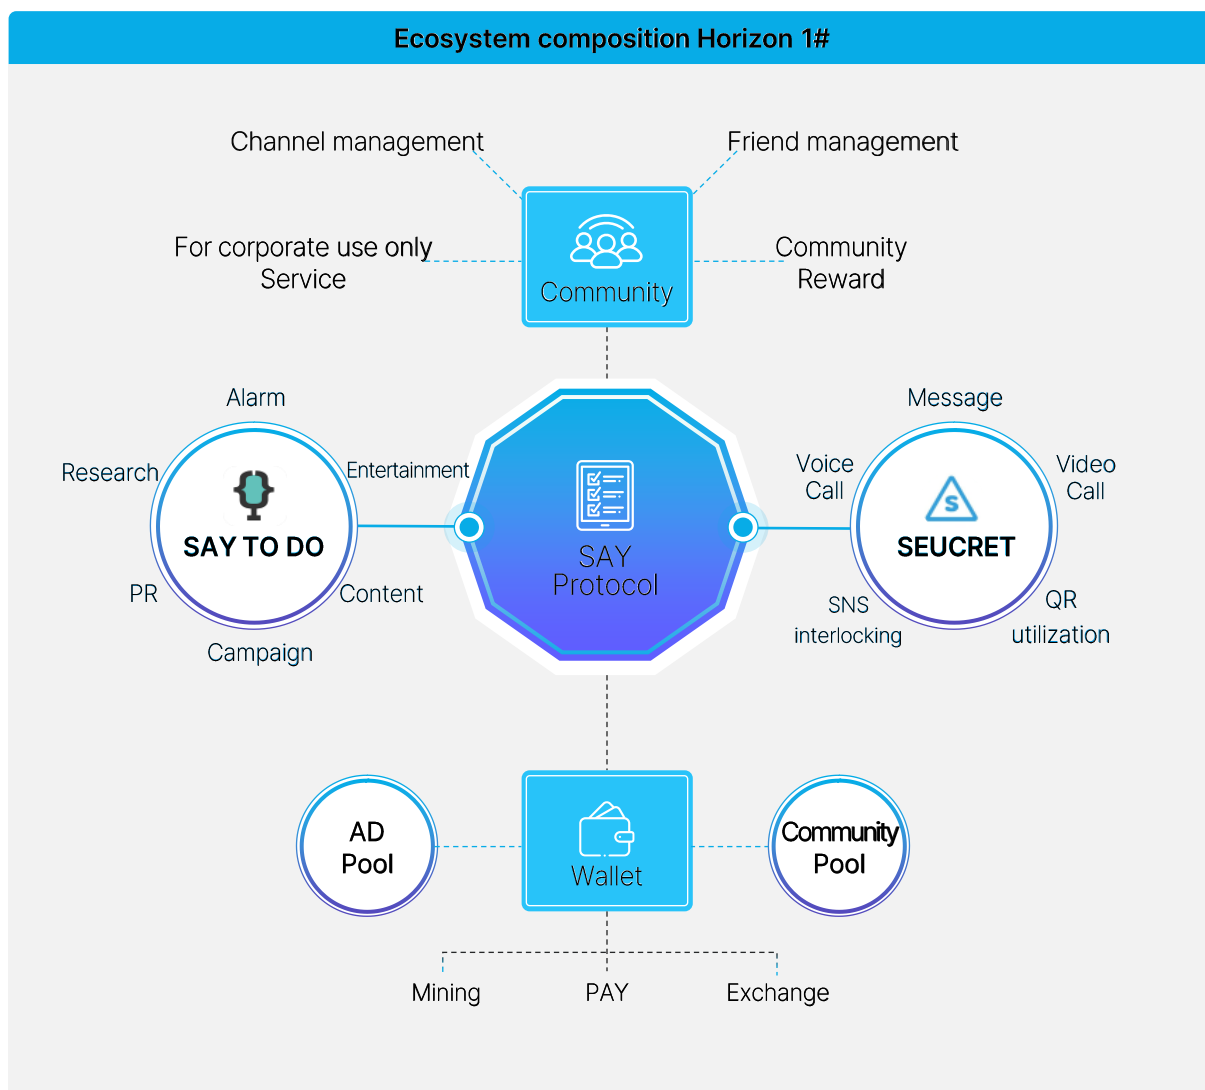 Ecosystem composition Horizon 1#
Channel management
Friend management
For corporate use only
Service
Community
Community
Reward
Alarm
Research
Entertainment
SAY TO DO
PR
Content
Campaign
SAY
Protocol
Message
Voice
Call
Video
Call
S
SEUCRET
SNS
interlocking
QR
utilization
AD
Pool
Wallet
Community
Pool
Mining
PAY
Exchange